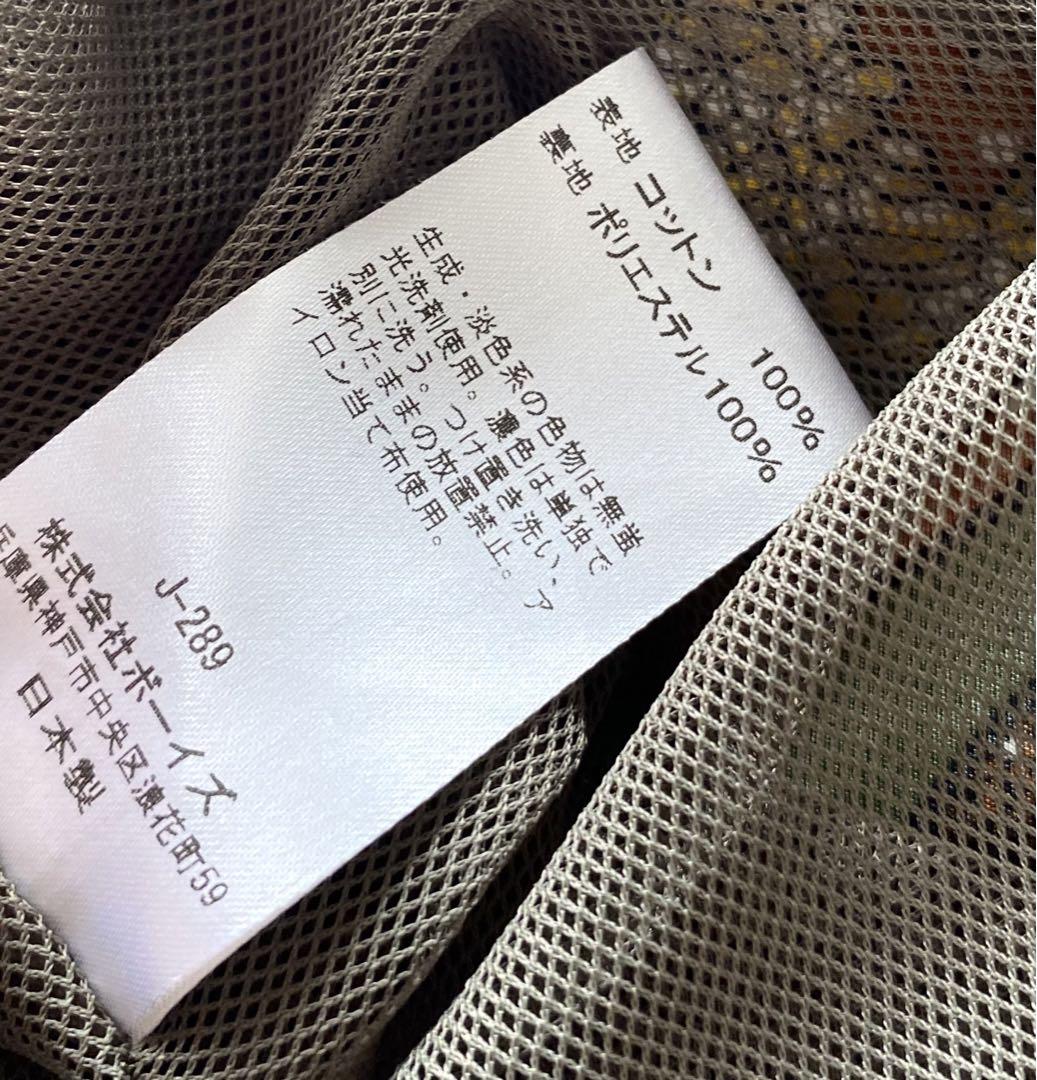 表地 コットン 100%
裏地 ポリエステル 100%
生成・淡色系の色物は無蛍
光洗剤使用。濃色は単独で
別に洗う。つけ置き洗い、
濡れたままの放置禁止。ア
イロン当て布使用。
J-289
株式会社ボーイズ
兵庫県神戸市中央区浪花町59
日本製